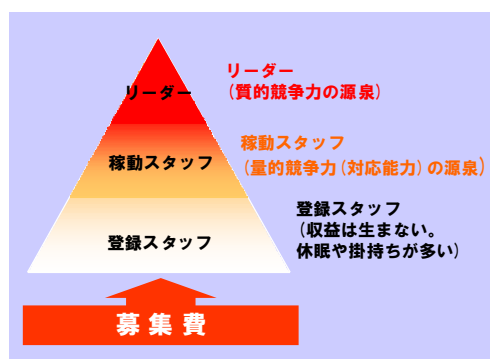 リーダー
リーダー
(質的競争力の源泉)
稼動スタッフ
稼動スタッフ
(量的競争力(対応能力)の源泉)
登録スタッフ
登録スタッフ
(収益は生まない。
休眠や掛持ちが多い)
募集費